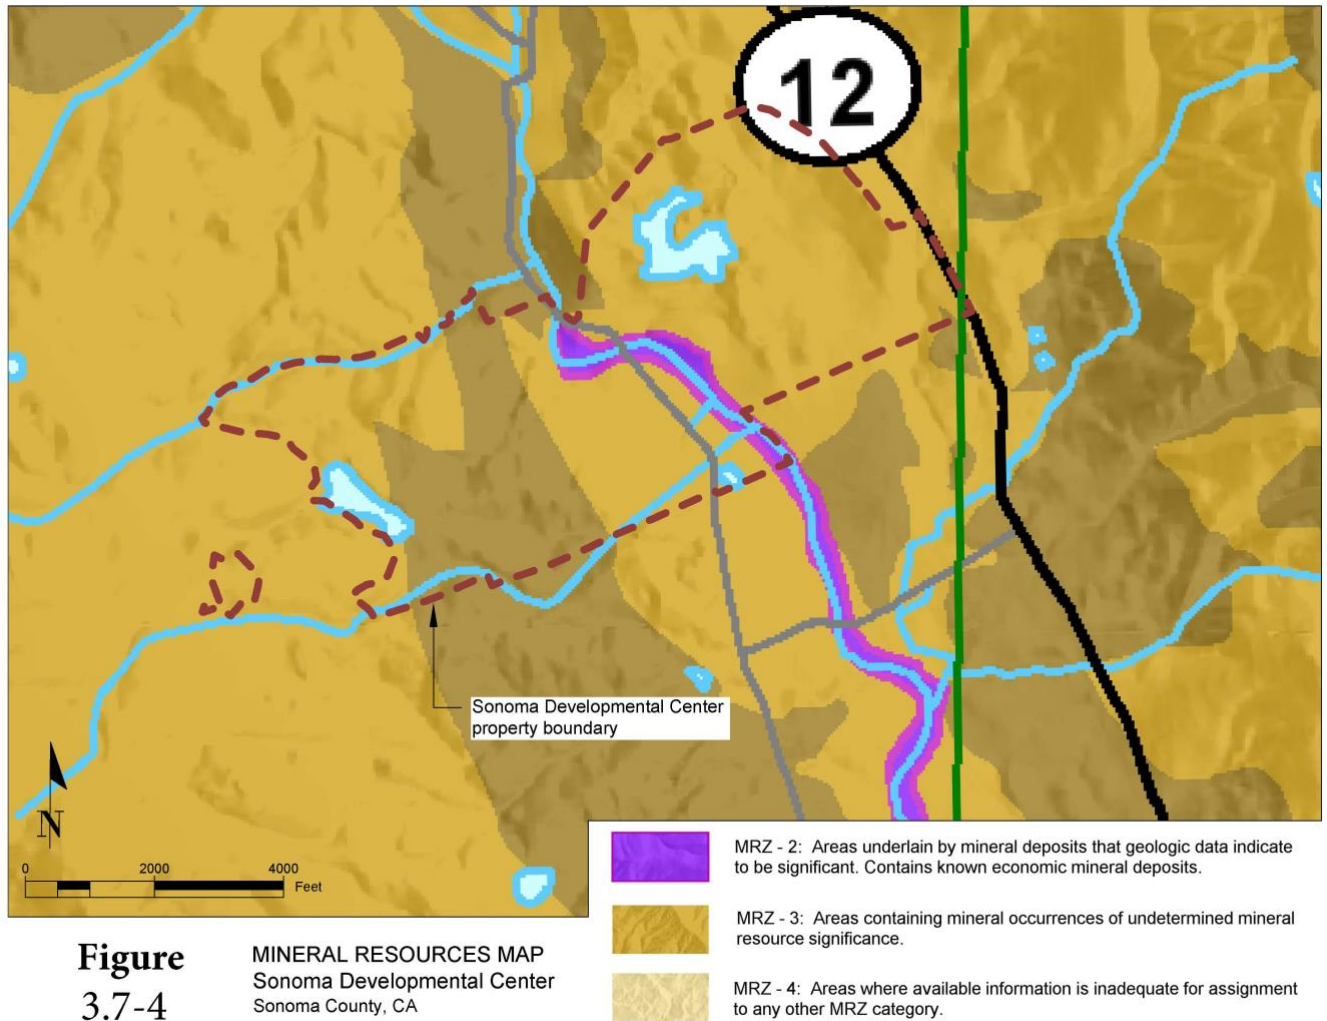 12
Sonoma Developmental Center
property boundary
N
0 2000 4000
Feet
MRZ - 2: Areas underlain by mineral deposits that geologic data indicate
to be significant. Contains known economic mineral deposits.
MRZ - 3: Areas containing mineral occurrences of undetermined mineral
resource significance.
MRZ - 4: Areas where available information is inadequate for assignment
to any other MRZ category.
Figure
3.7-4
MINERAL RESOURCES MAP
Sonoma Developmental Center
Sonoma County, CA